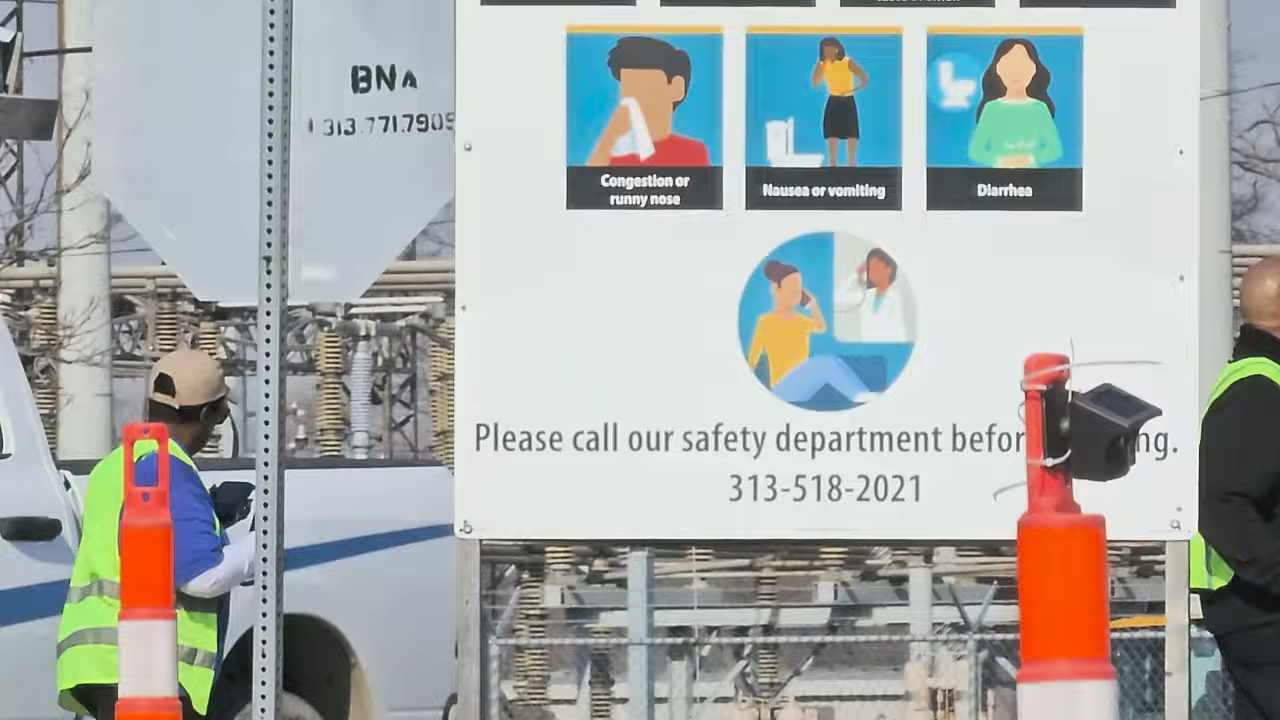 BNA
313.771.7905
Congestion or
runny nose
Nausea or vomiting
Diarrhea
Please call our safety department
313-518-2021